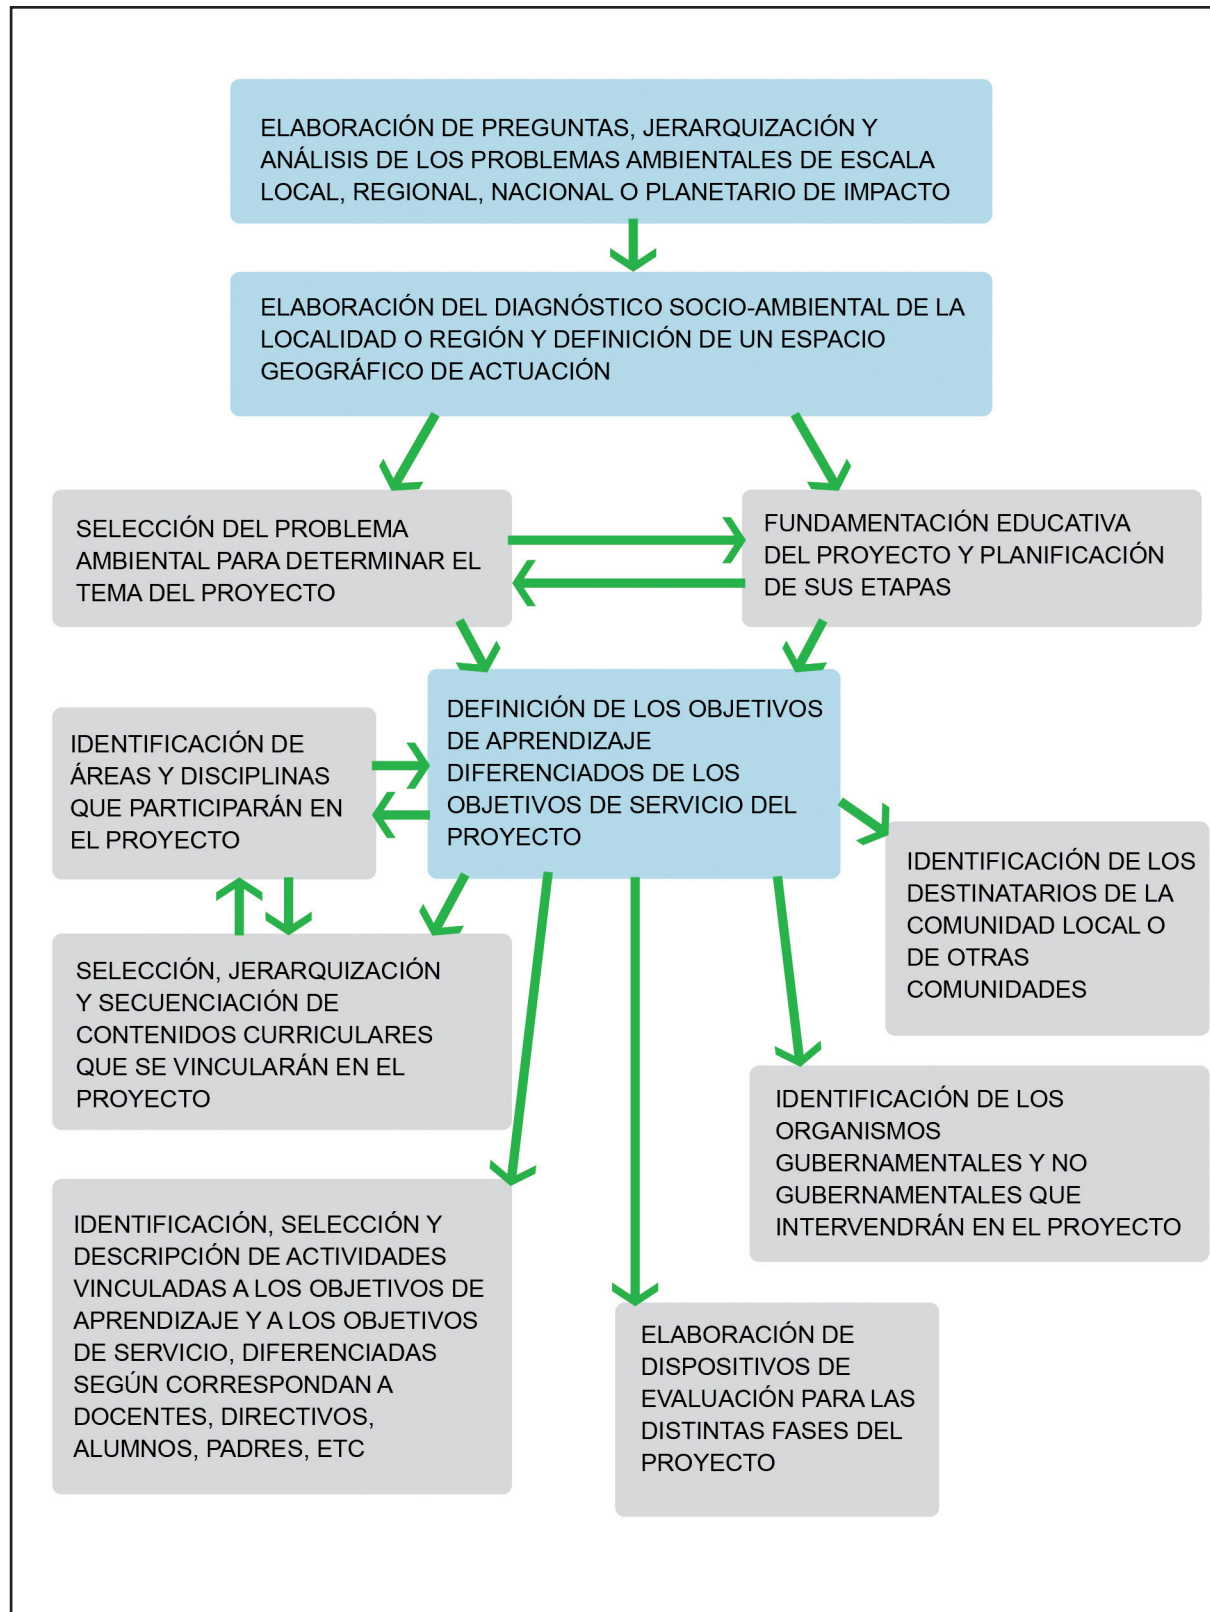 ELABORACIÓN DE PREGUNTAS, JERARQUIZACIÓN Y
ANÁLISIS DE LOS PROBLEMAS AMBIENTALES DE ESCALA
LOCAL, REGIONAL, NACIONAL O PLANETARIO DE IMPACTO
ELABORACIÓN DEL DIAGNÓSTICO SOCIO-AMBIENTAL DE LA
LOCALIDAD O REGIÓN Y DEFINICIÓN DE UN ESPACIO
GEOGRÁFICO DE ACTUACIÓN
SELECCIÓN DEL PROBLEMA
AMBIENTAL PARA DETERMINAR EL
TEMA DEL PROYECTO
FUNDAMENTACIÓN EDUCATIVA
DEL PROYECTO Y PLANIFICACIÓN
DE SUS ETAPAS
DEFINICIÓN DE LOS OBJETIVOS
DE APRENDIZAJE
DIFERENCIADOS DE LOS
OBJETIVOS DE SERVICIO DEL
PROYECTO
IDENTIFICACIÓN DE
ÁREAS Y DISCIPLINAS
QUE PARTICIPARÁN EN
EL PROYECTO
IDENTIFICACIÓN DE LOS
DESTINATARIOS DE LA
COMUNIDAD LOCAL O
DE OTRAS
COMUNIDADES
SELECCIÓN, JERARQUIZACIÓN
Y SECUENCIACIÓN DE
CONTENIDOS CURRICULARES
QUE SE VINCULARÁN EN EL
PROYECTO
IDENTIFICACIÓN DE LOS
ORGANISMOS
GUBERNAMENTALES Y NO
GUBERNAMENTALES QUE
INTERVENDRÁN EN EL PROYECTO
IDENTIFICACIÓN, SELECCIÓN Y
DESCRIPCIÓN DE ACTIVIDADES
VINCULADAS A LOS OBJETIVOS DE
APRENDIZAJE Y A LOS OBJETIVOS
DE SERVICIO, DIFERENCIADAS
SEGÚN CORRESPONDAN A
DOCENTES, DIRECTIVOS,
ALUMNOS, PADRES, ETC
ELABORACIÓN DE
DISPOSITIVOS DE
EVALUACIÓN PARA LAS
DISTINTAS FASES DEL
PROYECTO